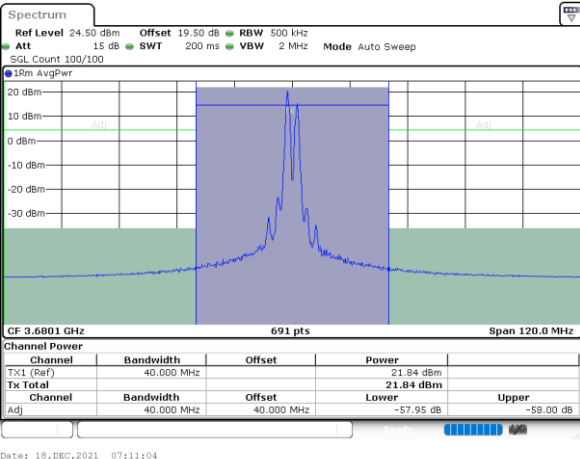 Spectrum
Ref Level 24.50 dBm Offset 19.50 dB RBW 500 kHz
Att 15 dB SWT 200 ms VBW 2 MHz Mode Auto Sweep
SGL Count 100/100
1Rm AvgPwr
20 dBm
10 dBm
Adj Adj
0 dBm
-10 dBm
-20 dBm
-30 dBm
CF 3.6801 GHz 691 pts Span 120.0 MHz
Channel Power
Channel Bandwidth Offset Power
TX1 (Ref) 40.000 MHz 21.84 dBm
Tx Total 21.84 dBm
Channel Bandwidth Offset Lower Upper
Adj 40.000 MHz 40.000 MHz -57.95 dB -58.00 dB
Date: 18.DEC.2021 07:11:04